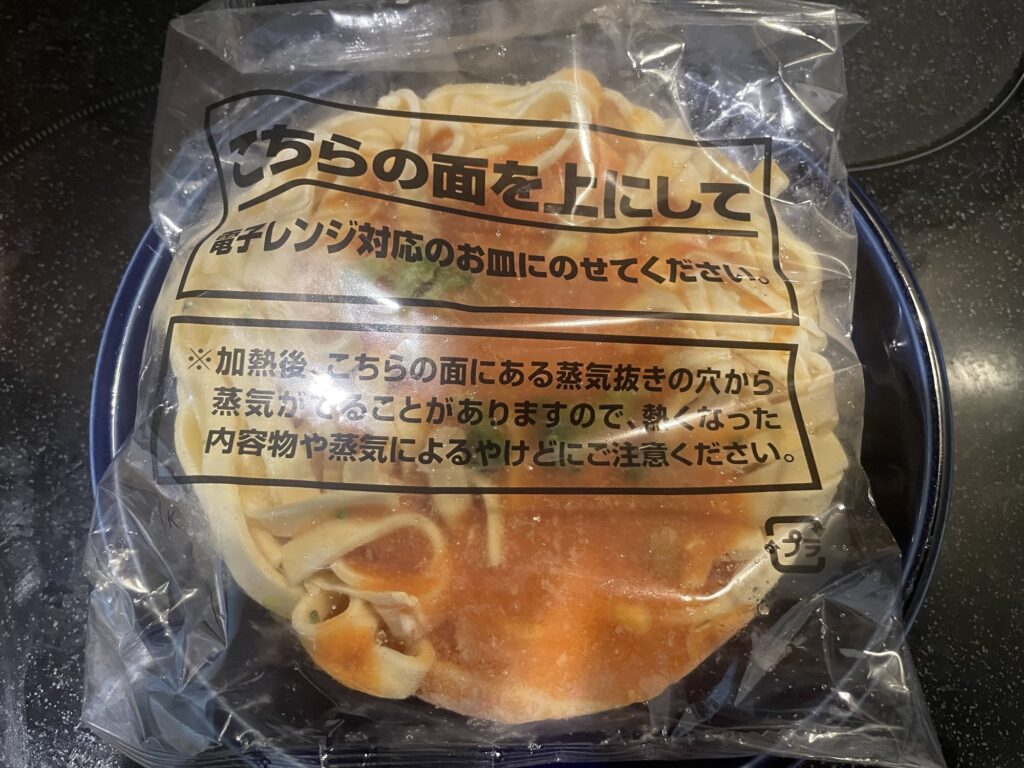 こちらの面を上にして
電子レンジ対応のお皿にのせてください。
※加熱後、こちらの面にある蒸気抜きの穴から
蒸気がでることがありますので、熱くなった
内容物や蒸気によるやけどにご注意ください。
プラ